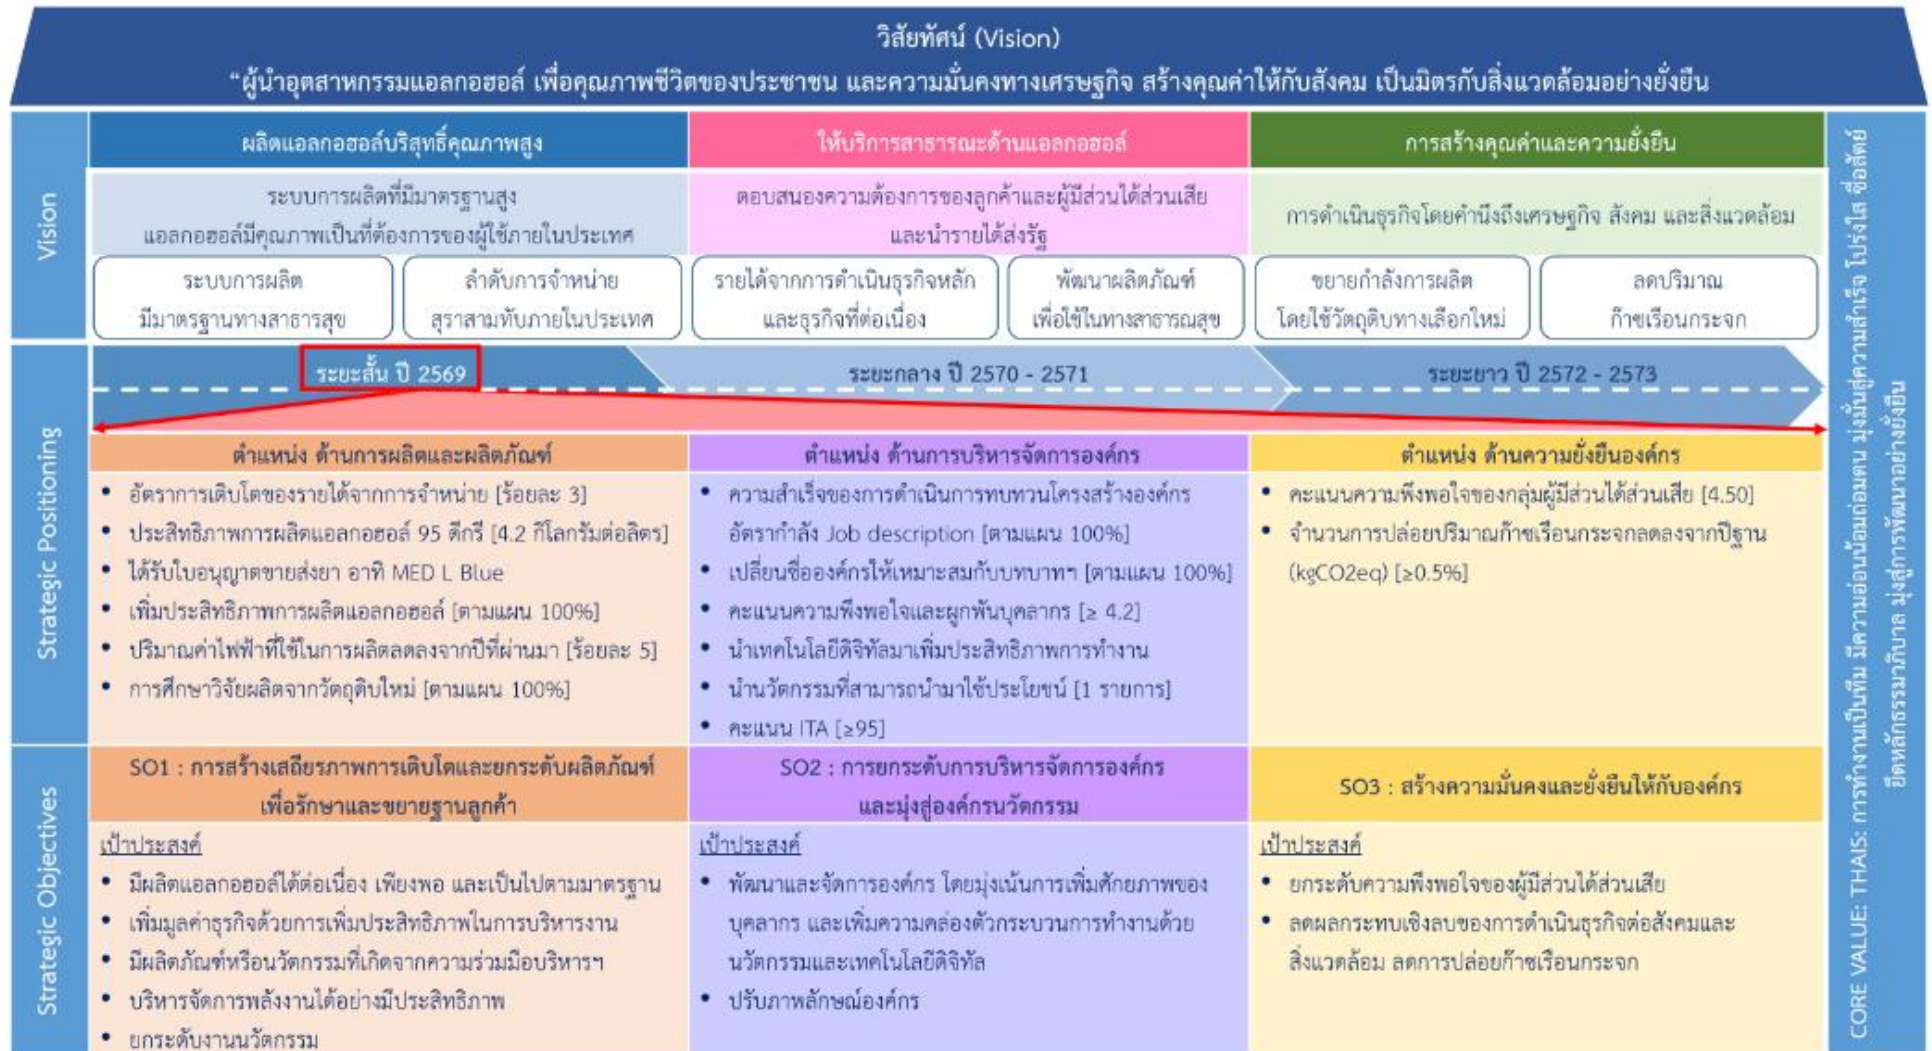 วิสัยทัศน์ (Vision)
“ผู้นำอุตสาหกรรมแอลกอฮอล์ เพื่อคุณภาพชีวิตของประชาชน และความมั่นคงทางเศรษฐกิจ สร้างคุณค่าให้กับสังคม เป็นมิตรกับสิ่งแวดล้อมอย่างยั่งยืน
Vision
ผลิตแอลกอฮอล์บริสุทธิ์คุณภาพสูง
ระบบการผลิตที่มีมาตรฐานสูง
แอลกอฮอล์มีคุณภาพเป็นที่ต้องการของผู้ใช้ภายในประเทศ
ระบบการผลิต
มีมาตรฐานทางสาธารสุข
ลำดับการจำหน่าย
สุราสามทับภายในประเทศ
ให้บริการสาธารณะด้านแอลกอฮอล์
ตอบสนองความต้องการของลูกค้าและผู้มีส่วนได้ส่วนเสีย
และนำรายได้ส่งรัฐ
รายได้จากการดำเนินธุรกิจหลัก
และธุรกิจที่ต่อเนื่อง
พัฒนาผลิตภัณฑ์
เพื่อใช้ในทางสาธารณสุข
การสร้างคุณค่าและความยั่งยืน
การดำเนินธุรกิจโดยคำนึงถึงเศรษฐกิจ สังคม และสิ่งแวดล้อม
ขยายกำลังการผลิต
โดยใช้วัตถุดิบทางเลือกใหม่
ลดปริมาณ
ก๊าซเรือนกระจก
ระยะสั้น ปี 2569
ระยะกลาง ปี 2570 - 2571
ระยะยาว ปี 2572 - 2573
Strategic Positioning
ตำแหน่ง ด้านการผลิตและผลิตภัณฑ์
• อัตราการเติบโตของรายได้จากการจำหน่าย [ร้อยละ 3]
• ประสิทธิภาพการผลิตแอลกอฮอล์ 95 ดีกรี [4.2 กิโลกรัมต่อลิตร]
• ได้รับใบอนุญาตขายส่งยา อาทิ MED L Blue
• เพิ่มประสิทธิภาพการผลิตแอลกอฮอล์ [ตามแผน 100%]
• ปริมาณค่าไฟฟ้าที่ใช้ในการผลิตลดลงจากปีที่ผ่านมา [ร้อยละ 5]
• การศึกษาวิจัยผลิตจากวัตถุดิบใหม่ [ตามแผน 100%]
ตำแหน่ง ด้านการบริหารจัดการองค์กร
• ความสำเร็จของการดำเนินการทบทวนโครงสร้างองค์กร
อัตรากำลัง Job description [ตามแผน 100%]
• เปลี่ยนชื่อองค์กรให้เหมาะสมกับบทบาทฯ [ตามแผน 100%]
• คะแนนความพึงพอใจและผูกพันบุคลากร [≥ 4.2]
• นำเทคโนโลยีดิจิทัลมาเพิ่มประสิทธิภาพการทำงาน
• นำนวัตกรรมที่สามารถนำมาใช้ประโยชน์ [1 รายการ]
• คะแนน ITA [≥95]
ตำแหน่ง ด้านความยั่งยืนองค์กร
• คะแนนความพึงพอใจของกลุ่มผู้มีส่วนได้ส่วนเสีย [4.50]
• จำนวนการปล่อยปริมาณก๊าซเรือนกระจกลดลงจากปีฐาน
(kgCO2eq) [≥0.5%]
Strategic Objectives
SO1 : การสร้างเสถียรภาพการเติบโตและยกระดับผลิตภัณฑ์
เพื่อรักษาและขยายฐานลูกค้า
เป้าประสงค์
• มีผลิตแอลกอฮอล์ได้ต่อเนื่อง เพียงพอ และเป็นไปตามมาตรฐาน
• เพิ่มมูลค่าธุรกิจด้วยการเพิ่มประสิทธิภาพในการบริหารงาน
• มีผลิตภัณฑ์หรือนวัตกรรมที่เกิดจากความร่วมมือบริหารฯ
• บริหารจัดการพลังงานได้อย่างมีประสิทธิภาพ
• ยกระดับงานนวัตกรรม
SO2 : การยกระดับการบริหารจัดการองค์กร
และมุ่งสู่องค์กรนวัตกรรม
เป้าประสงค์
• พัฒนาและจัดการองค์กร โดยมุ่งเน้นการเพิ่มศักยภาพของ
บุคลากร และเพิ่มความคล่องตัวกระบวนการทำงานด้วย
นวัตกรรมและเทคโนโลยีดิจิทัล
• ปรับภาพลักษณ์องค์กร
SO3 : สร้างความมั่นคงและยั่งยืนให้กับองค์กร
เป้าประสงค์
• ยกระดับความพึงพอใจของผู้มีส่วนได้ส่วนเสีย
• ลดผลกระทบเชิงลบของการดำเนินธุรกิจต่อสังคมและ
สิ่งแวดล้อม ลดการปล่อยก๊าซเรือนกระจก
CORE VALUE: THAIS: การทำงานเป็นทีม มีความอ่อนน้อมถ่อมตน มุ่งมั่นสู่ความสำเร็จ โปร่งใส ซื่อสัตย์
ยึดหลักธรรมาภิบาล มุ่งสู่การพัฒนาอย่างยั่งยืน